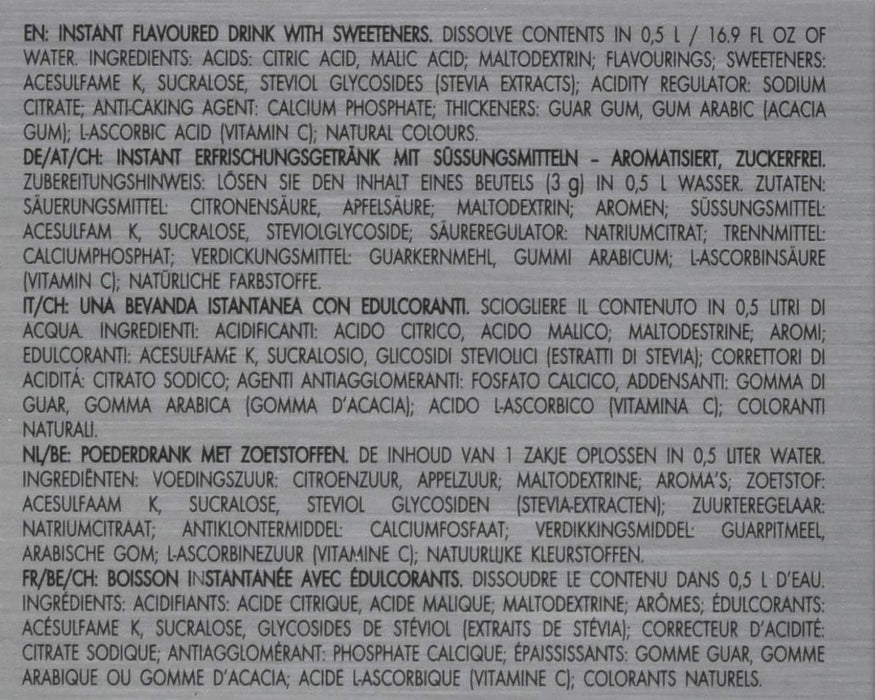 EN: INSTANT FLAVOURED DRINK WITH SWEETENERS. DISSOLVE CONTENTS IN 0,5 L / 16.9 FL OZ OF
WATER. INGREDIENTS: ACIDS: CITRIC ACID, MALIC ACID; MALTODEXTRIN; FLAVOURINGS; SWEETENERS:
ACESULFAME K, SUCRALOSE, STEVIOL GLYCOSIDES (STEVIA EXTRACTS); ACIDITY REGULATOR: SODIUM
CITRATE; ANTI-CAKING AGENT: CALCIUM PHOSPHATE; THICKENERS: GUAR GUM, GUM ARABIC (ACACIA
GUM); L-ASCORBIC ACID (VITAMIN C); NATURAL COLOURS.
DE/AT/CH: INSTANT ERFRISCHUNGSGETRÄNK MIT SÜSSUNGSMITTELN – AROMATISIERT, ZUCKERFREI.
ZUBEREITUNGSHINWEIS: LÖSEN SIE DEN INHALT EINES BEUTELS (3 g) IN 0,5 L WASSER. ZUTATEN:
SÄUERUNGSMITTEL: CITRONENSÄURE, APFELSÄURE; MALTODEXTRIN; AROMEN; SÜSSUNGSMITTEL:
ACESULFAM K, SUCRALOSE, STEVIOLGLYCOSIDE; SÄUREREGULATOR: NATRIUMCITRAT; TRENNMITTEL:
CALCIUMPHOSPHAT; VERDICKUNGSMITTEL: GUARKERNMEHL, GUMMI ARABICUM; L-ASCORBINSÄURE
(VITAMIN C); NATÜRLICHE FARBSTOFFE.
IT/CH: UNA BEVANDA ISTANTANEA CON EDULCORANTI. SCIOGLIERE IL CONTENUTO IN 0,5 LITRI DI
ACQUA. INGREDIENTI: ACIDIFICANTI: ACIDO CITRICO, ACIDO MALICO; MALTODESTRINE; AROMI;
EDULCORANTI: ACESULFAME K, SUCRALOSIO, GLICOSIDI STEVIOLICI (ESTRATTI DI STEVIA); CORRETTORI DI
ACIDITÁ: CITRATO SODICO; AGENTI ANTIAGGLOMERANTI: FOSFATO CALCICO, ADDENSANTI: GOMMA DI
GUAR, GOMMA ARABICA (GOMMA D'ACACIA); ACIDO L-ASCORBICO (VITAMINA C); COLORANTI
NATURALI.
NL/BE: POEDERDRANK MET ZOETSTOFFEN. DE INHOUD VAN 1 ZAKJE OPLOSSEN IN 0,5 LITER WATER.
INGREDIËNTEN: VOEDINGSZUUR: CITROENZUUR, APPELZUUR; MALTODEXTRINE; AROMA'S; ZOETSTOF:
ACESULFAAM K, SUCRALOSE, STEVIOL GLYCOSIDEN (STEVIA-EXTRACTEN); ZUURTEREGELAAR:
NATRIUMCITRAAT; ANTIKLONTERMIDDEL: CALCIUMFOSFAAT; VERDIKKINGSMIDDEL: GUARPITMEEL,
ARABISCHE GOM; L-ASCORBINEZUUR (VITAMINE C); NATUURLIJKE KLEURSTOFFEN.
FR/BE/CH: BOISSON INSTANTANÉE AVEC ÉDULCORANTS. DISSOUDRE LE CONTENU DANS 0,5 L D'EAU.
INGRÉDIENTS: ACIDIFIANTS: ACIDE CITRIQUE, ACIDE MALIQUE; MALTODEXTRINE; ARÔMES; ÉDULCORANTS:
ACÉSULFAME K, SUCRALOSE, GLYCOSIDES DE STÉVIOL (EXTRAITS DE STÉVIA); CORRECTEUR D'ACIDITÉ:
CITRATE SODIQUE; ANTIAGGLOMÉRANT: PHOSPHATE CALCIQUE; ÉPAISSISSANTS: GOMME GUAR, GOMME
ARABIQUE OU GOMME D'ACACIA; ACIDE L-ASCORBIQUE (VITAMINE C); COLORANTS NATURELS.